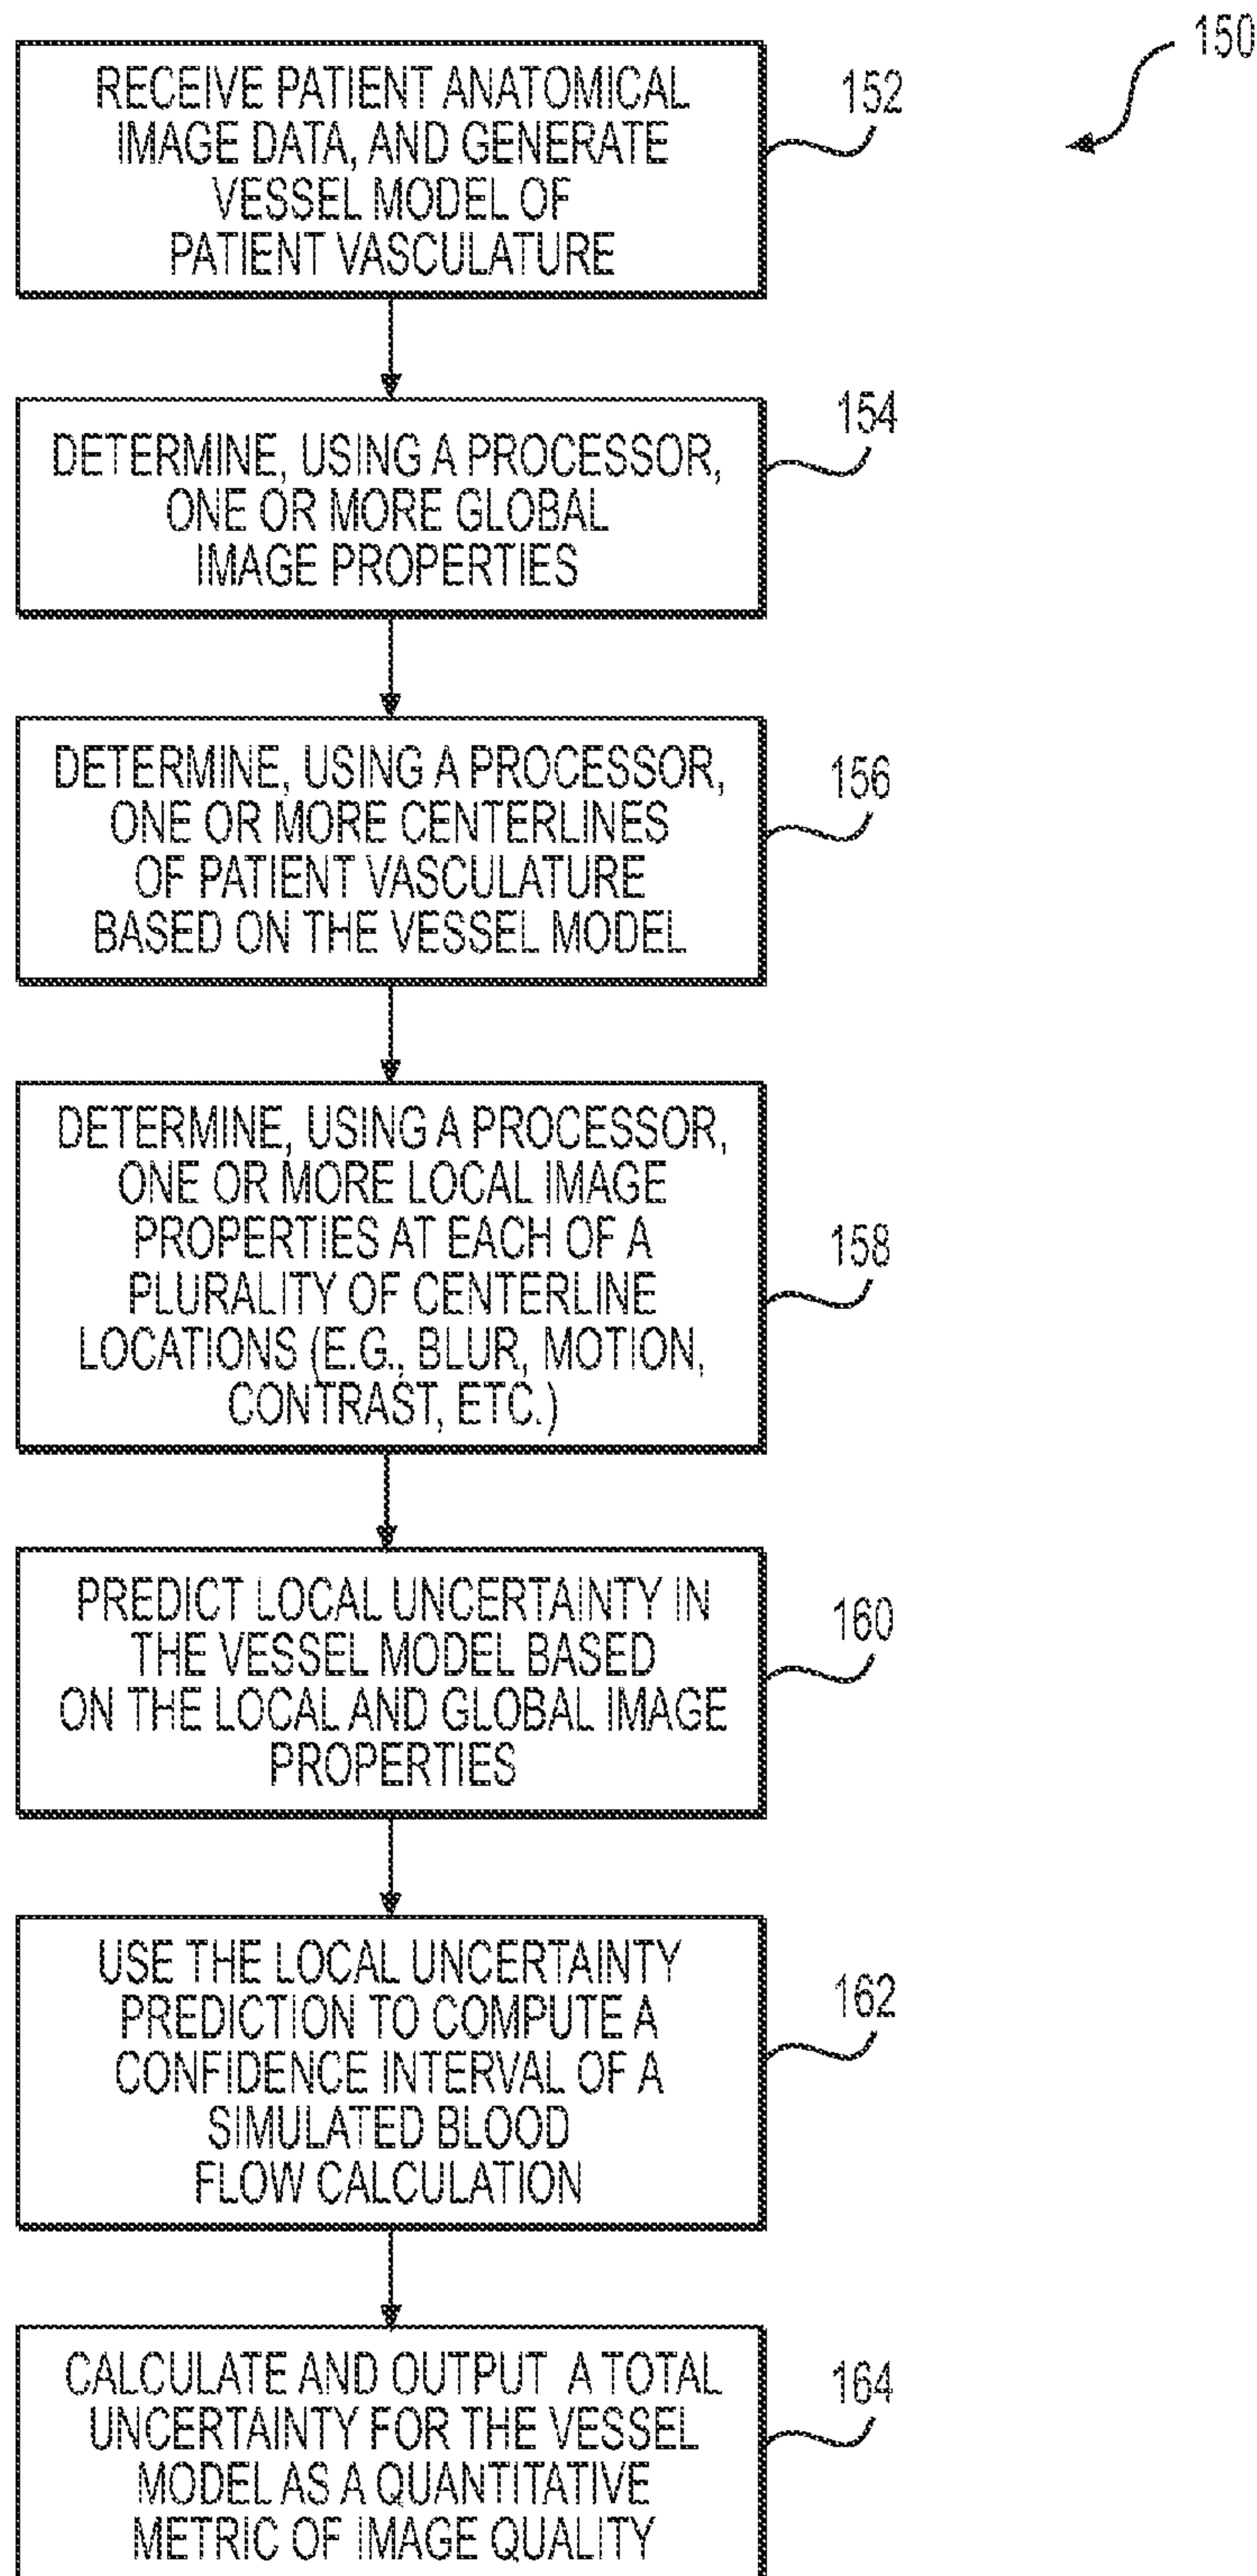 150
RECEIVE PATIENT ANATOMICAL
IMAGE DATA, AND GENERATE
VESSEL MODEL OF
PATIENT VASCULATURE
152
DETERMINE, USING A PROCESSOR,
ONE OR MORE GLOBAL
IMAGE PROPERTIES
154
DETERMINE, USING A PROCESSOR,
ONE OR MORE CENTERLINES
OF PATIENT VASCULATURE
BASED ON THE VESSEL MODEL
156
DETERMINE, USING A PROCESSOR,
ONE OR MORE LOCAL IMAGE
PROPERTIES AT EACH OF A
PLURALITY OF CENTERLINE
LOCATIONS (E.G., BLUR, MOTION,
CONTRAST, ETC.)
158
PREDICT LOCAL UNCERTAINTY IN
THE VESSEL MODEL BASED
ON THE LOCAL AND GLOBAL IMAGE
PROPERTIES
160
USE THE LOCAL UNCERTAINTY
PREDICTION TO COMPUTE A
CONFIDENCE INTERVAL OF A
SIMULATED BLOOD
FLOW CALCULATION
162
CALCULATE AND OUTPUT A TOTAL
UNCERTAINTY FOR THE VESSEL
MODEL AS A QUANTITATIVE
METRIC OF IMAGE QUALITY
164